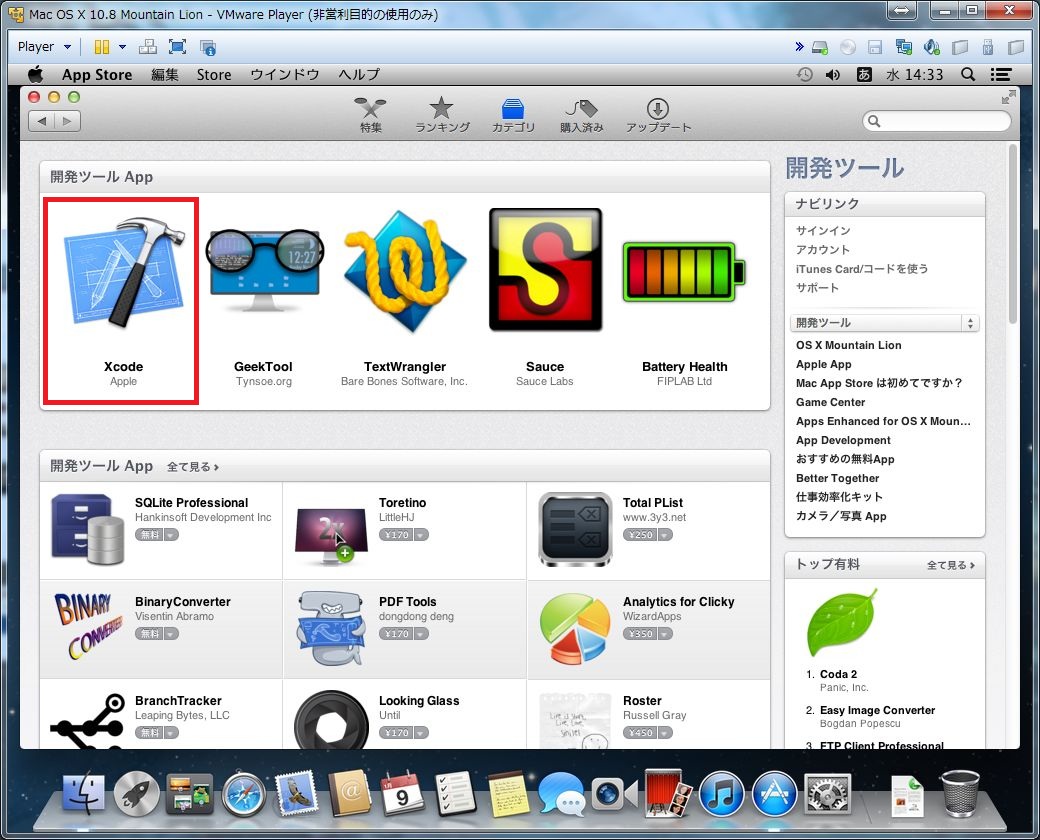 Mac OS X 10.8 Mountain Lion - VMware Player (非営利目的の使用のみ)
Player
App Store 編集 Store ウインドウ ヘルプ
あ 水 14:33
特集 ランキング カテゴリ 購入済み アップデート
開発ツール App
12:27
Xcode
Apple
GeekTool
Tynsoe.org
TextWrangler
Bare Bones Software, Inc.
Sauce
Sauce Labs
Battery Health
FIPLAB Ltd
開発ツール App 全て見る ›
SQLite Professional
Hankinsoft Development Inc
無料
2x
Toretino
LittleHJ
¥170
Total PList
www.3y3.net
¥250
BINARY
CONVERTER
BinaryConverter
Visentin Abramo
無料
PDF Tools
dongdong deng
¥170
Analytics for Clicky
WizardApps
¥350
BranchTracker
Leaping Bytes, LLC
無料
Looking Glass
Until
¥170
Roster
Russell Gray
¥450
開発ツール
ナビリンク
サインイン
アカウント
iTunes Card/コードを使う
サポート
開発ツール
OS X Mountain Lion
Apple App
Mac App Store は初めてですか？
Game Center
Apps Enhanced for OS X Moun...
App Development
おすすめの無料App
Better Together
仕事効率化キット
カメラ／写真 App
トップ有料 全て見る ›
1. Coda 2
Panic, Inc.
2. Easy Image Converter
Bogdan Popescu
3. FTP Client Professional
9